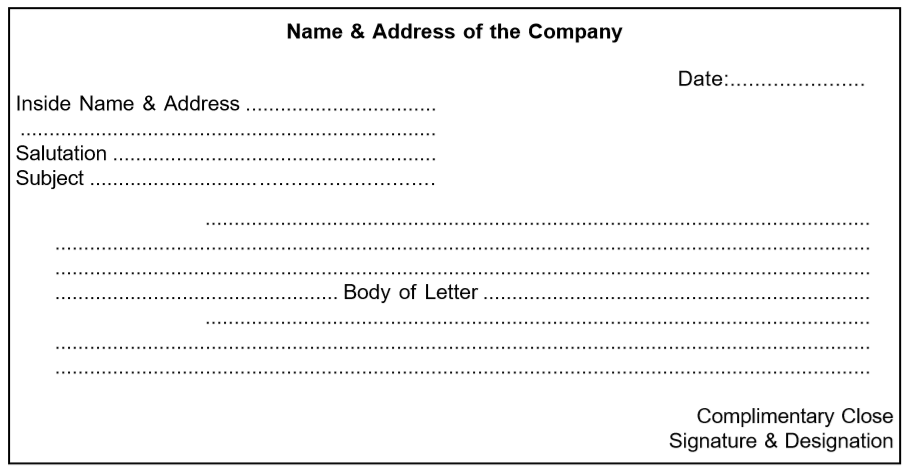 Name & Address of the Company
Date:.......................
Inside Name & Address .................................
........................................................................
Salutation ........................................................
Subject ............................................................
..................................................................................................................
............................................................................................................................................
............................................................................................................................................
................................................. Body of Letter ...................................................................
..................................................................................................................
............................................................................................................................................
............................................................................................................................................
Complimentary Close
Signature & Designation